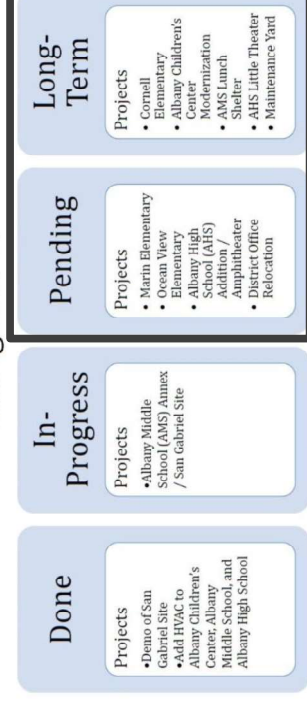 Done
Projects
•Demo of San
Gabriel Site
•Add HVAC to
Albany Children's
Center, Albany
Middle School, and
Albany High School
In-
Progress
Projects
•Albany Middle
School (AMS) Annex
/ San Gabriel Site
Pending
Projects
• Marin Elementary
• Ocean View
Elementary
• Albany High
School (AHS)
Addition /
Amphitheater
• District Office
Relocation
Long-
Term
Projects
• Cornell
Elementary
• Albany Children's
Center
Modernization
• AMS Lunch
Shelter
• AHS Little Theater
• Maintenance Yard